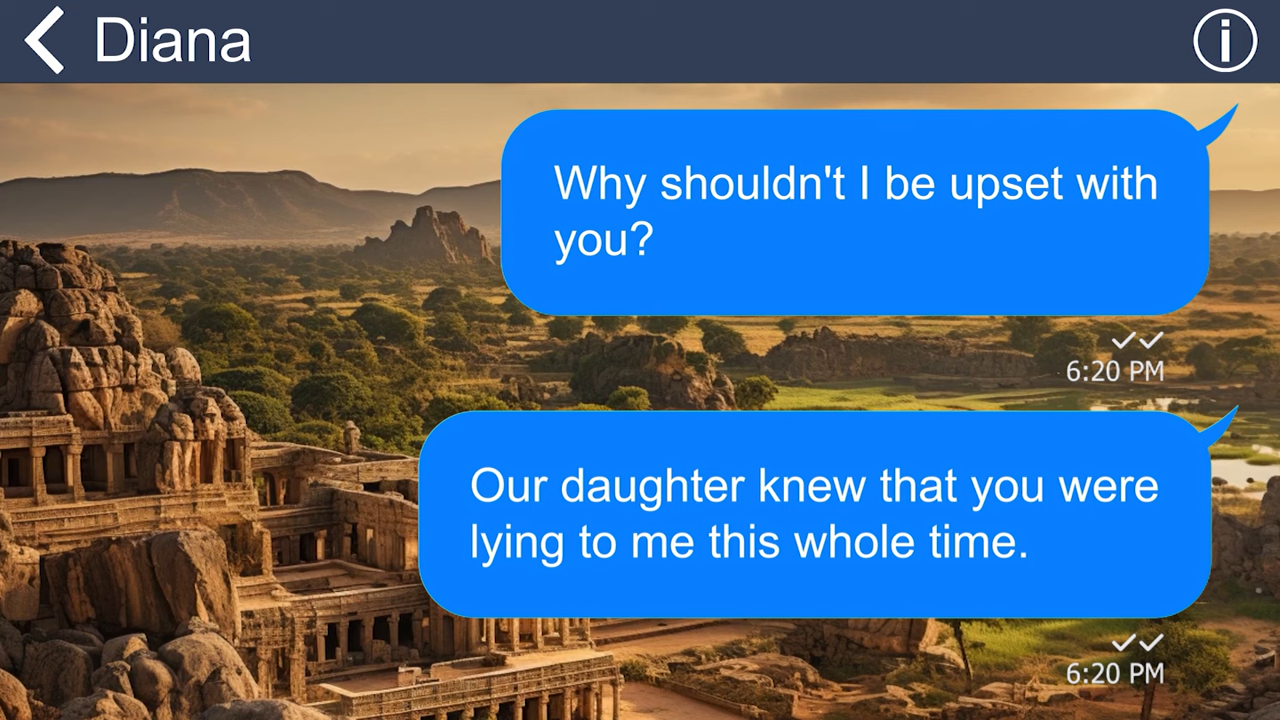 Diana
Why shouldn't I be upset with
you?
6:20 PM
Our daughter knew that you were
lying to me this whole time.
6:20 PM